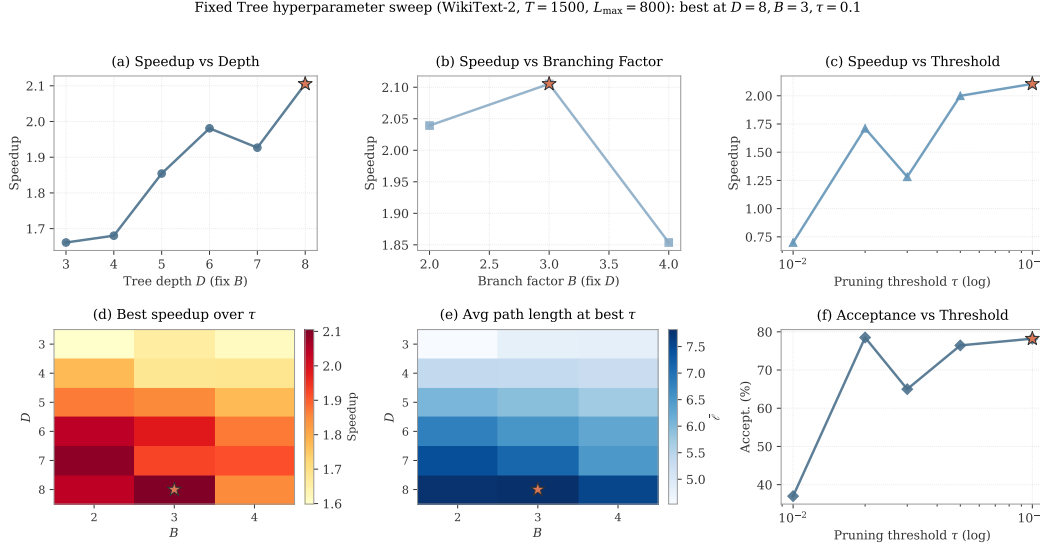 Fixed Tree hyperparameter sweep (WikiText-2, T = 1500, L_max = 800): best at D = 8, B = 3, τ = 0.1
(a) Speedup vs Depth
Speedup
2.1
2.0
1.9
1.8
1.7
3 4 5 6 7 8
Tree depth D (fix B)
(b) Speedup vs Branching Factor
Speedup
2.10
2.05
2.00
1.95
1.90
1.85
2.0 2.5 3.0 3.5 4.0
Branch factor B (fix D)
(c) Speedup vs Threshold
Speedup
2.00
1.75
1.50
1.25
1.00
0.75
10⁻²
Pruning threshold τ (log)
(d) Best speedup over τ
D
3
4
5
6
7
8
2 3 4
B
2.1
2.0
1.9
1.8
1.7
1.6
Speedup
(e) Avg path length at best τ
D
3
4
5
6
7
8
2 3 4
B
7.5
7.0
6.5
6.0
5.5
5.0
ℓ̄
(f) Acceptance vs Threshold
Accept. (%)
80
70
60
50
40
10⁻²
Pruning threshold τ (log)